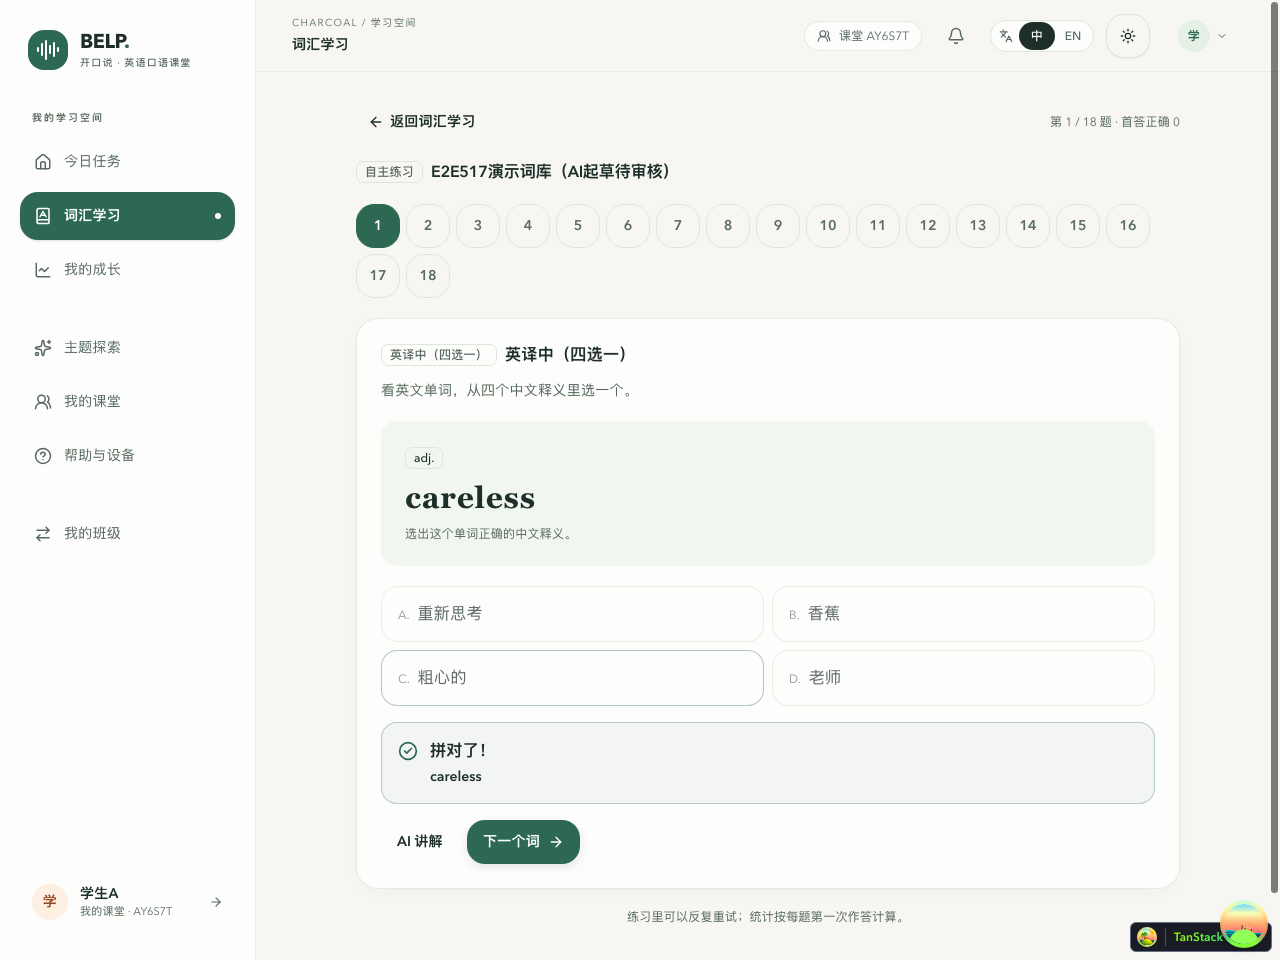 BELP.
开口说 · 英语口语课堂
我的学习空间
今日任务
词汇学习
我的成长
主题探索
我的课堂
帮助与设备
我的班级
学
学生A
我的课堂 · AY6S7T
CHARCOAL / 学习空间
词汇学习
课堂 AY6S7T
中
EN
学
返回词汇学习
第 1 / 18 题 · 首答正确 0
自主练习
E2E517演示词库（AI起草待审核）
1 2 3 4 5 6 7 8 9 10 11 12 13 14 15 16
17 18
英译中（四选一）
英译中（四选一）
看英文单词，从四个中文释义里选一个。
adj.
careless
选出这个单词正确的中文释义。
A. 重新思考
B. 香蕉
C. 粗心的
D. 老师
拼对了！
careless
AI 讲解
下一个词
练习里可以反复重试；统计按每题第一次作答计算。
TanStack